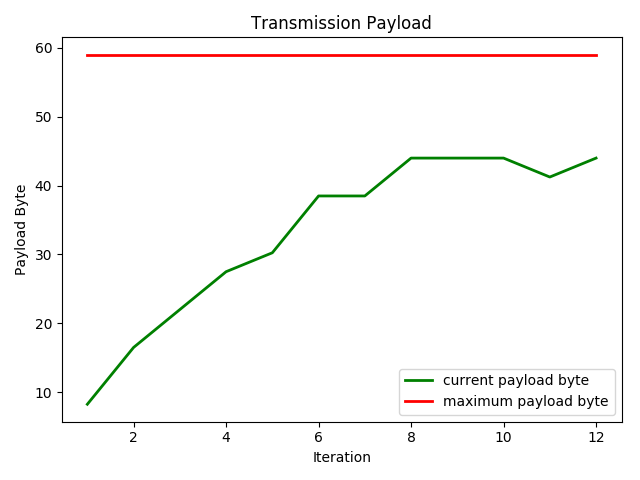 Transmission Payload
Payload Byte
60
50
40
30
20
10
current payload byte
maximum payload byte
2 4 6 8 10 12
Iteration